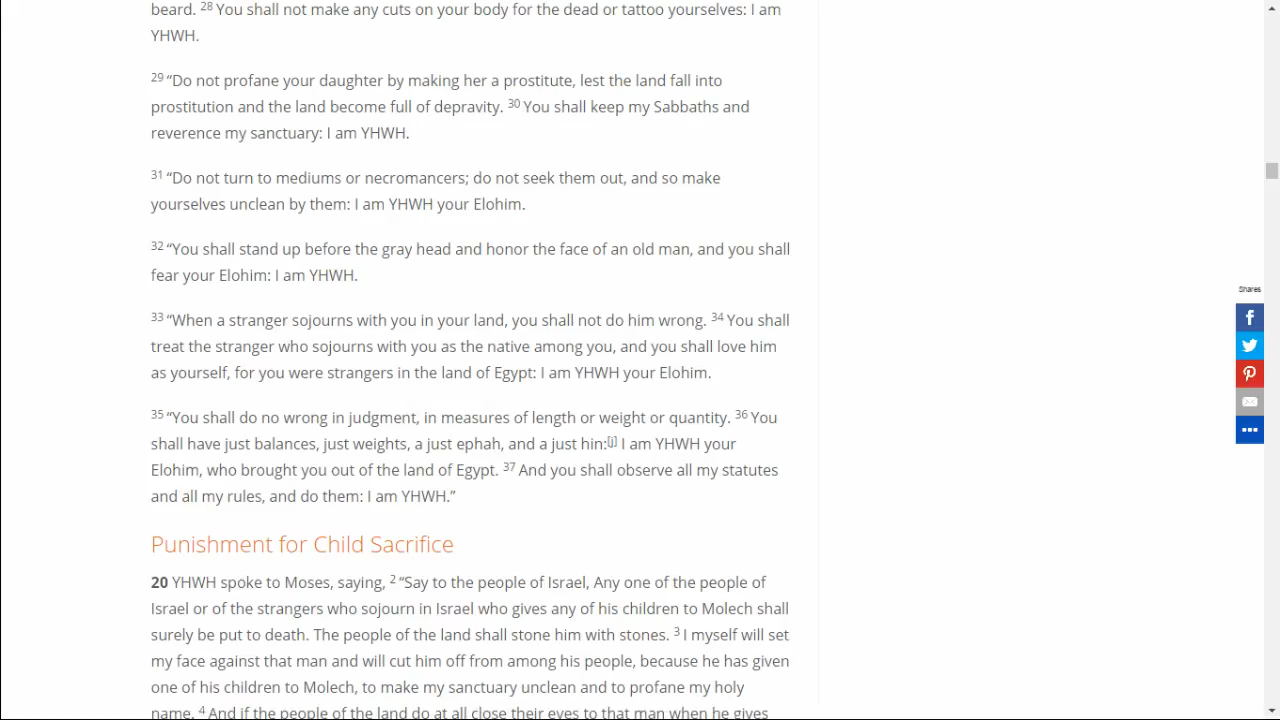 beard. 28 You shall not make any cuts on your body for the dead or tattoo yourselves: I am
YHWH.
29 “Do not profane your daughter by making her a prostitute, lest the land fall into
prostitution and the land become full of depravity. 30 You shall keep my Sabbaths and
reverence my sanctuary: I am YHWH.
31 “Do not turn to mediums or necromancers; do not seek them out, and so make
yourselves unclean by them: I am YHWH your Elohim.
32 “You shall stand up before the gray head and honor the face of an old man, and you shall
fear your Elohim: I am YHWH.
33 “When a stranger sojourns with you in your land, you shall not do him wrong. 34 You shall
treat the stranger who sojourns with you as the native among you, and you shall love him
as yourself, for you were strangers in the land of Egypt: I am YHWH your Elohim.
35 “You shall do no wrong in judgment, in measures of length or weight or quantity. 36 You
shall have just balances, just weights, a just ephah, and a just hin:[j] I am YHWH your
Elohim, who brought you out of the land of Egypt. 37 And you shall observe all my statutes
and all my rules, and do them: I am YHWH.”
Punishment for Child Sacrifice
20 YHWH spoke to Moses, saying, 2 “Say to the people of Israel, Any one of the people of
Israel or of the strangers who sojourn in Israel who gives any of his children to Molech shall
surely be put to death. The people of the land shall stone him with stones. 3 I myself will set
my face against that man and will cut him off from among his people, because he has given
one of his children to Molech, to make my sanctuary unclean and to profane my holy
name. 4 And if the people of the land do at all close their eyes to that man when he gives
Shares